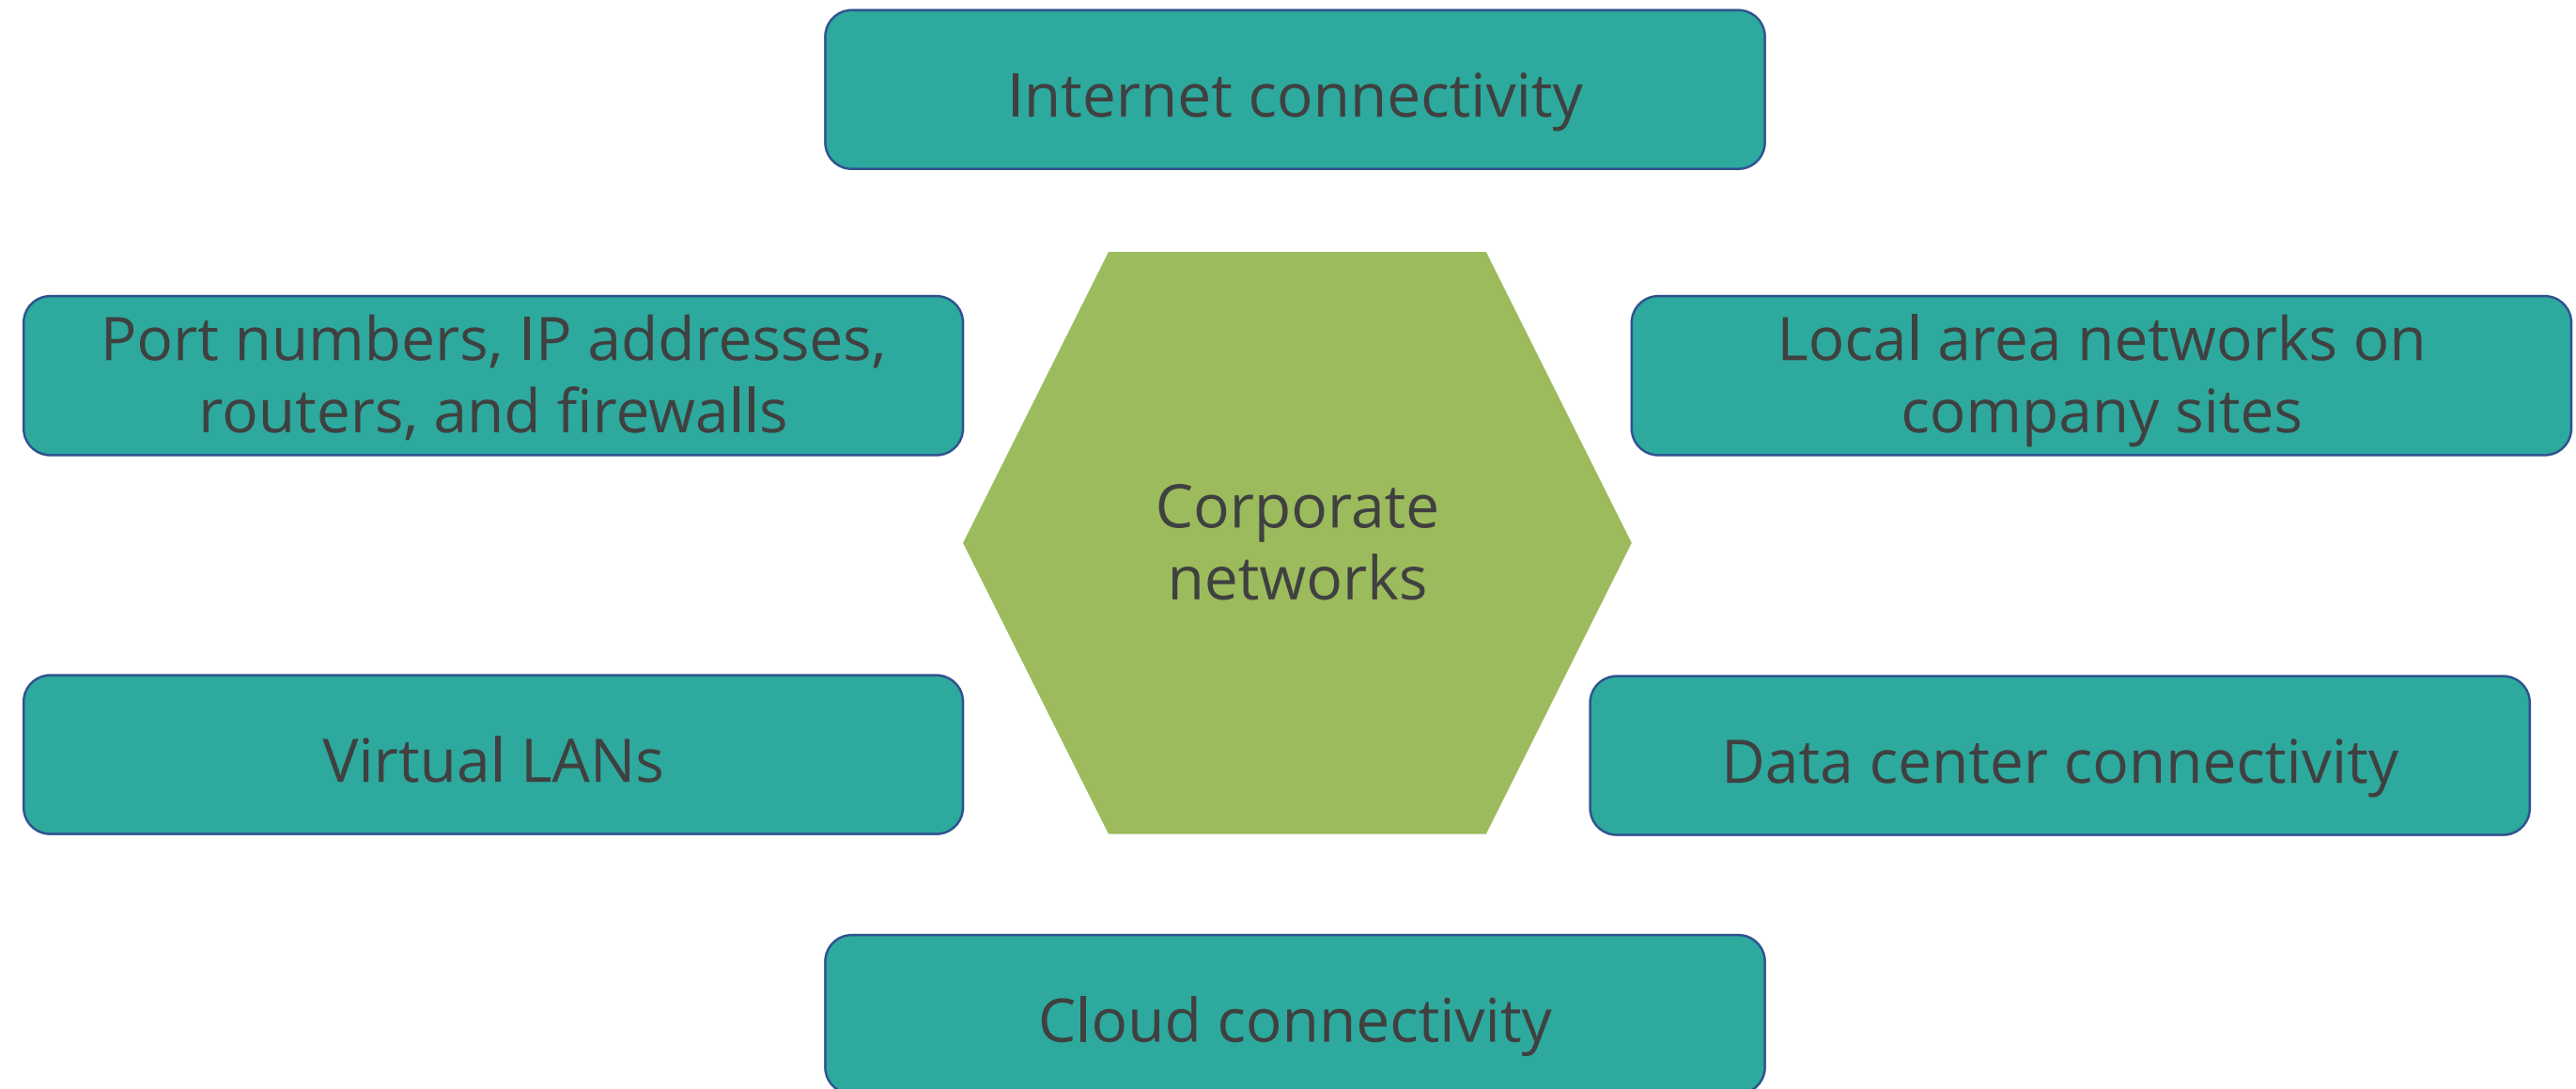 Internet connectivity
Port numbers, IP addresses,
routers, and firewalls
Local area networks on
company sites
Corporate
networks
Virtual LANs
Data center connectivity
Cloud connectivity